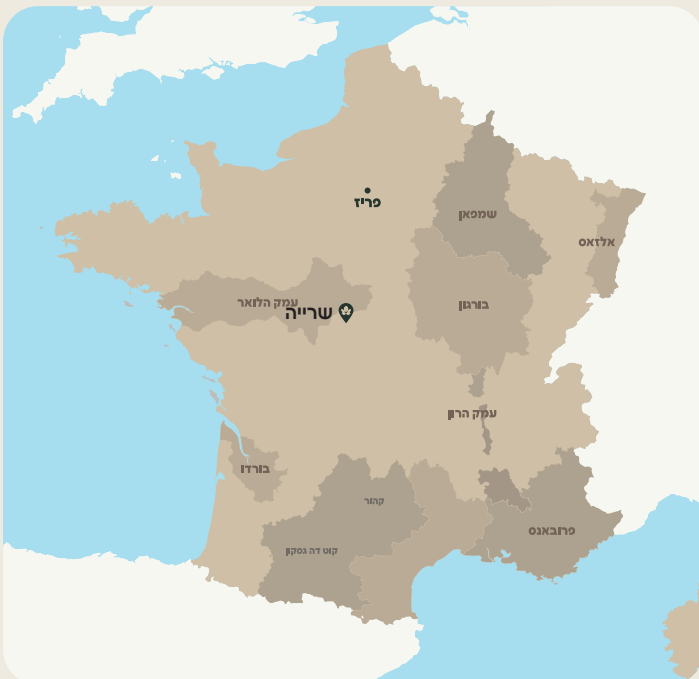 פריז
שמפאן
אלזאס
עמק הלואר
שרייה
בורגון
עמק הרון
בורדו
קהור
פרובאנס
קוט דה גסקון